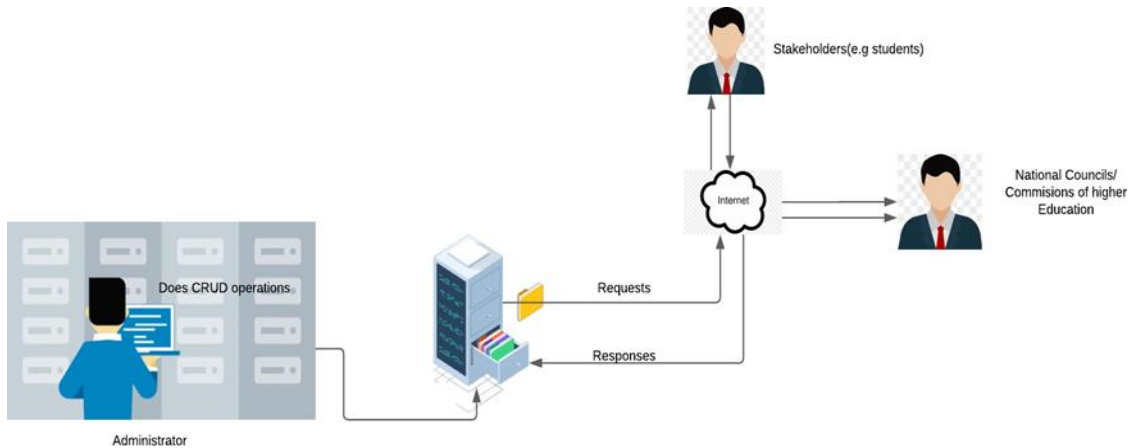 Stakeholders(e.g students)
National Councils/
Commisions of higher
Education
Internet
Does CRUD operations
Requests
Responses
Administrator